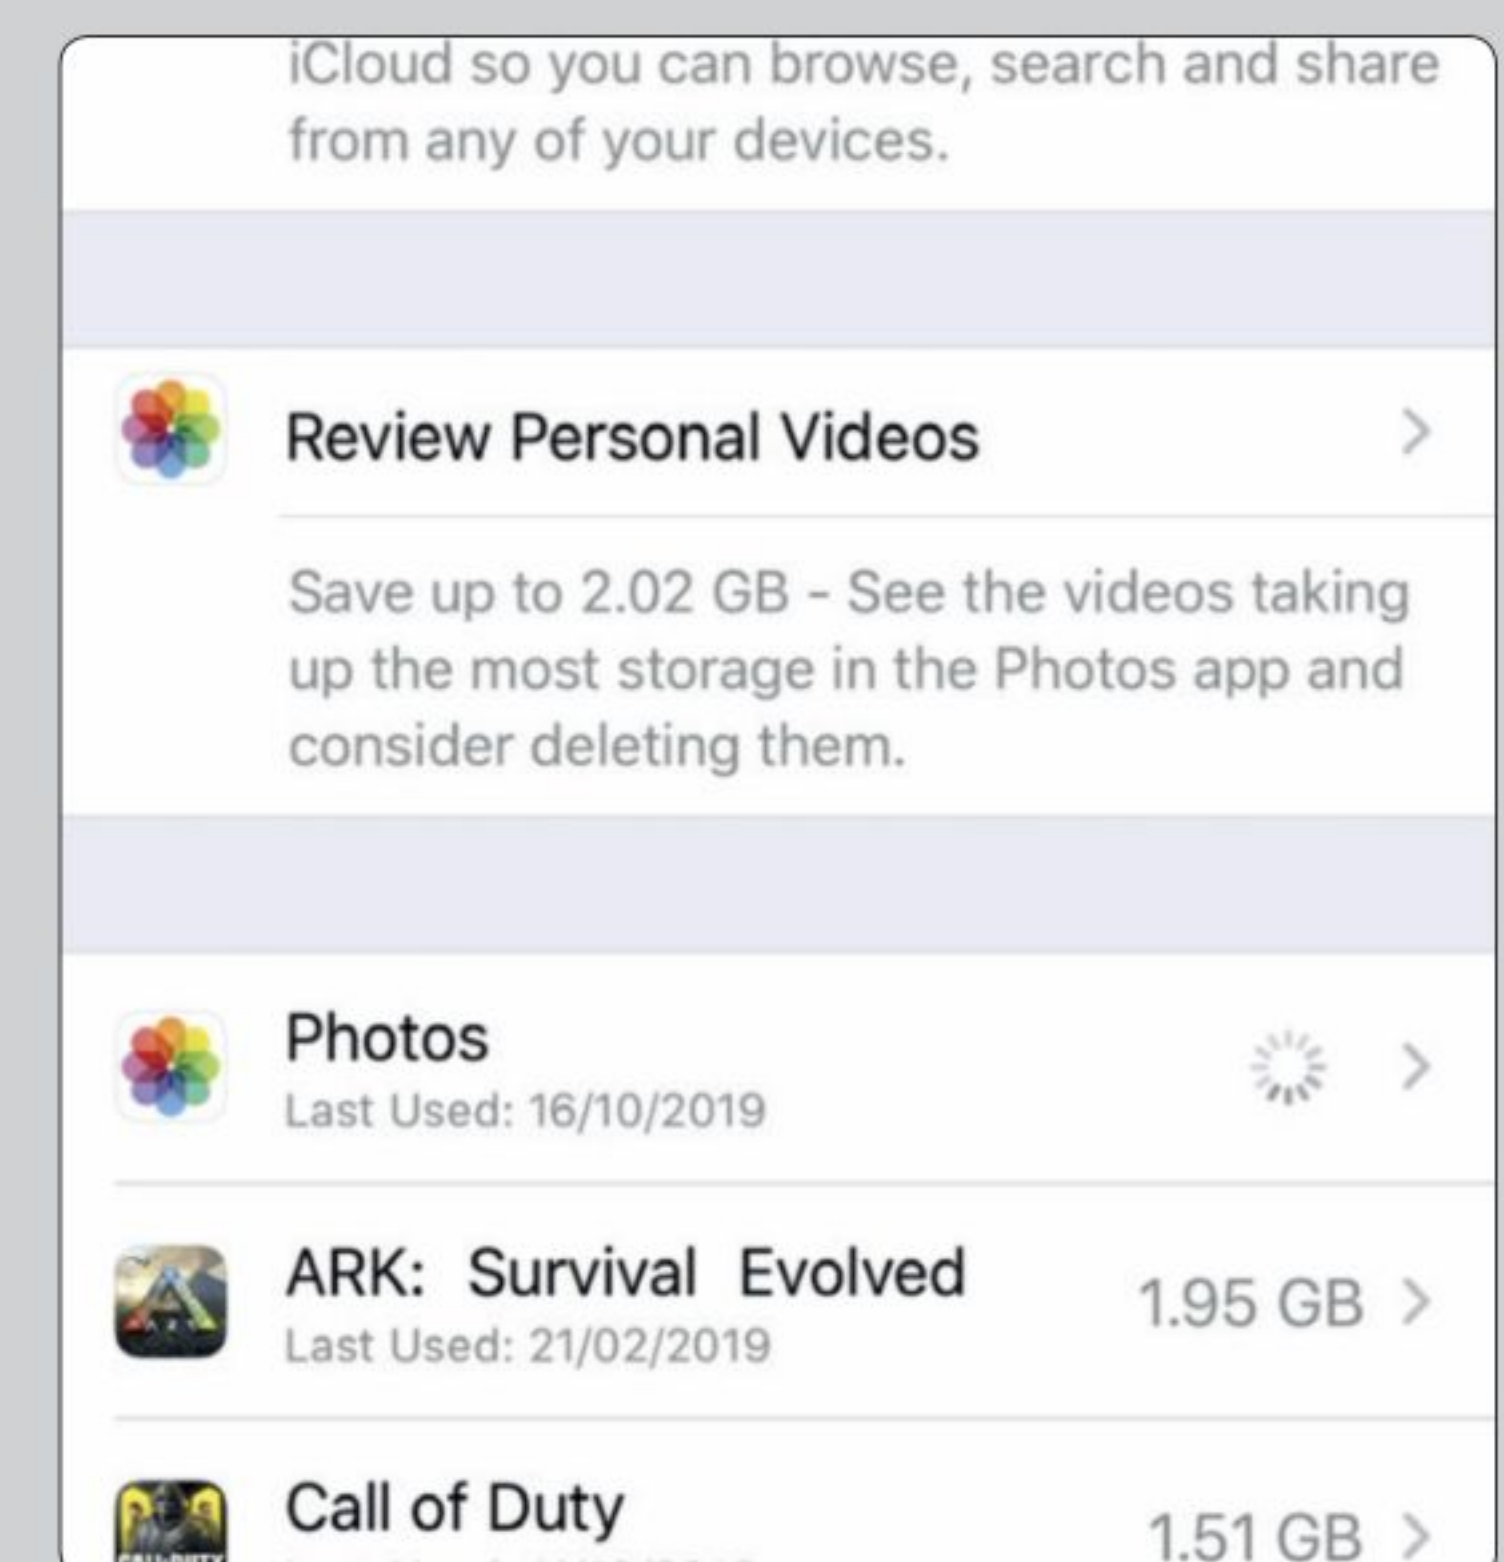 iCloud so you can browse, search and share
from any of your devices.
Review Personal Videos
Save up to 2.02 GB - See the videos taking
up the most storage in the Photos app and
consider deleting them.
Photos
Last Used: 16/10/2019
ARK: Survival Evolved
Last Used: 21/02/2019
1.95 GB
Call of Duty
1.51 GB